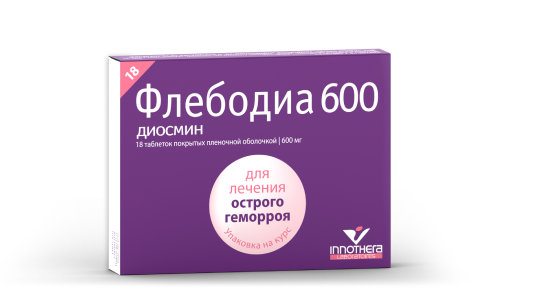 18
Флебодиа 600
ДИОСМИН
18 таблеток покрытых пленочной оболочкой | 600 мг
для
лечения
острого
геморроя
Упаковка на курс
INNOTHERA
LABORATOIRES